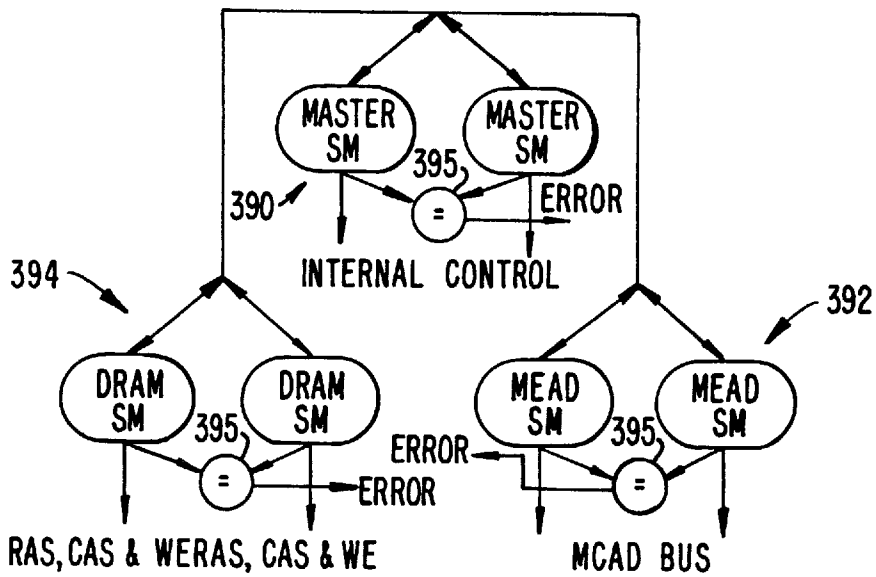 MASTER SM
MASTER SM
395
390
=
ERROR
INTERNAL CONTROL
394
392
DRAM SM
DRAM SM
MEAD SM
MEAD SM
395
395
ERROR
=
ERROR
=
RAS, CAS & WERAS, CAS & WE
MCAD BUS